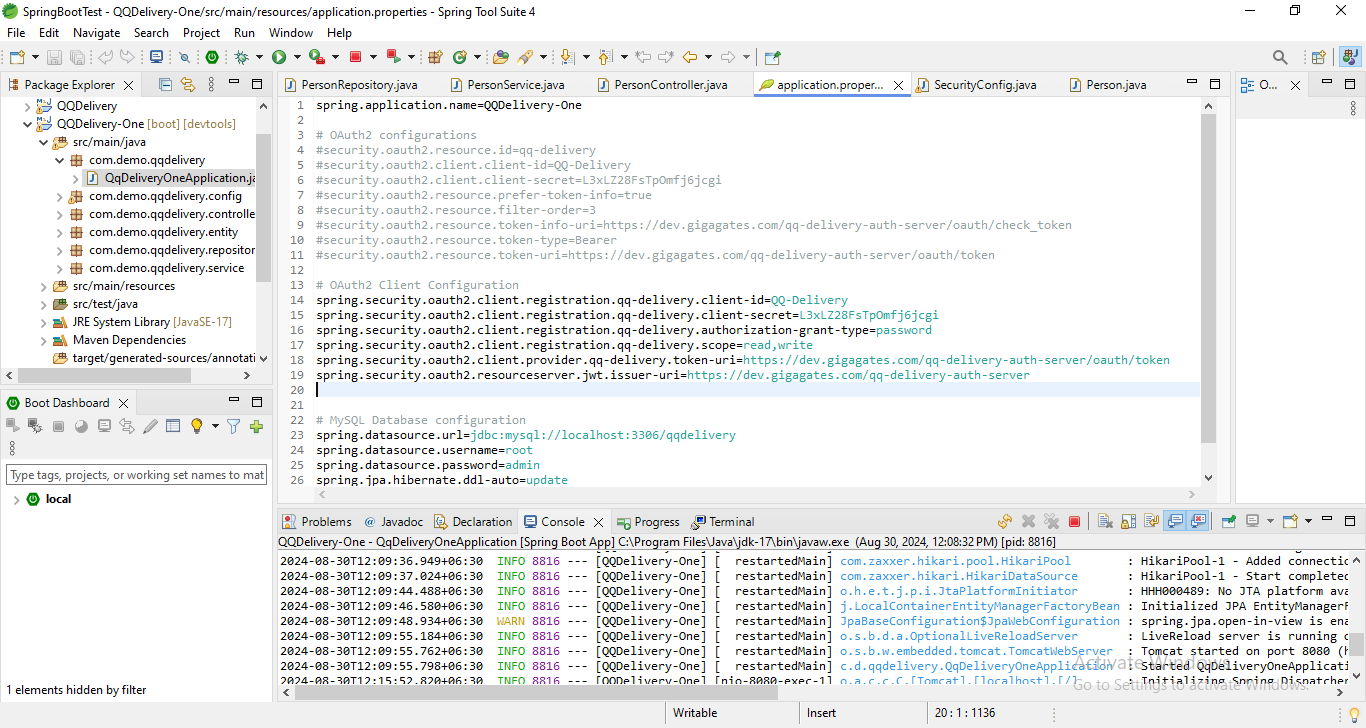 SpringBootTest - QQDelivery-One/src/main/resources/application.properties - Spring Tool Suite 4
File Edit Navigate Search Project Run Window Help
Package Explorer
QQDelivery
QQDelivery-One [boot] [devtools]
src/main/java
com.demo.qqdelivery
QqDeliveryOneApplication.ja
com.demo.qqdelivery.config
com.demo.qqdelivery.controlle
com.demo.qqdelivery.entity
com.demo.qqdelivery.repositor
com.demo.qqdelivery.service
src/main/resources
src/test/java
JRE System Library [JavaSE-17]
Maven Dependencies
target/generated-sources/annotati
Boot Dashboard
Type tags, projects, or working set names to mat
local
1 elements hidden by filter
PersonRepository.java PersonService.java PersonController.java application.proper... SecurityConfig.java Person.java
O...
1 spring.application.name=QQDelivery-One
2
3 # OAuth2 configurations
4 #security.oauth2.resource.id=qq-delivery
5 #security.oauth2.client.client-id=QQ-Delivery
6 #security.oauth2.client.client-secret=L3xLZ28FsTpOmfj6jcgi
7 #security.oauth2.resource.prefer-token-info=true
8 #security.oauth2.resource.filter-order=3
9 #security.oauth2.resource.token-info-uri=https://dev.gigagates.com/qq-delivery-auth-server/oauth/check_token
10 #security.oauth2.resource.token-type=Bearer
11 #security.oauth2.resource.token-uri=https://dev.gigagates.com/qq-delivery-auth-server/oauth/token
12
13 # OAuth2 Client Configuration
14 spring.security.oauth2.client.registration.qq-delivery.client-id=QQ-Delivery
15 spring.security.oauth2.client.registration.qq-delivery.client-secret=L3xLZ28FsTpOmfj6jcgi
16 spring.security.oauth2.client.registration.qq-delivery.authorization-grant-type=password
17 spring.security.oauth2.client.registration.qq-delivery.scope=read,write
18 spring.security.oauth2.client.provider.qq-delivery.token-uri=https://dev.gigagates.com/qq-delivery-auth-server/oauth/token
19 spring.security.oauth2.resourceserver.jwt.issuer-uri=https://dev.gigagates.com/qq-delivery-auth-server
20
21
22 # MySQL Database configuration
23 spring.datasource.url=jdbc:mysql://localhost:3306/qqdelivery
24 spring.datasource.username=root
25 spring.datasource.password=admin
26 spring.jpa.hibernate.ddl-auto=update
Problems Javadoc Declaration Console Progress Terminal
QQDelivery-One - QqDeliveryOneApplication [Spring Boot App] C:\Program Files\Java\jdk-17\bin\javaw.exe (Aug 30, 2024, 12:08:32 PM) [pid: 8816]
2024-08-30T12:09:36.949+06:30 INFO 8816 --- [QQDelivery-One] [ restartedMain] com.zaxxer.hikari.pool.HikariPool : HikariPool-1 - Added connectio
2024-08-30T12:09:37.024+06:30 INFO 8816 --- [QQDelivery-One] [ restartedMain] com.zaxxer.hikari.HikariDataSource : HikariPool-1 - Start completed
2024-08-30T12:09:44.488+06:30 INFO 8816 --- [QQDelivery-One] [ restartedMain] o.h.e.t.j.p.i.JtaPlatformInitiator : HHH000489: No JTA platform ava
2024-08-30T12:09:46.580+06:30 INFO 8816 --- [QQDelivery-One] [ restartedMain] j.LocalContainerEntityManagerFactoryBean : Initialized JPA EntityManagerF
2024-08-30T12:09:48.934+06:30 WARN 8816 --- [QQDelivery-One] [ restartedMain] JpaBaseConfiguration$JpaWebConfiguration : spring.jpa.open-in-view is ena
2024-08-30T12:09:55.184+06:30 INFO 8816 --- [QQDelivery-One] [ restartedMain] o.s.b.d.a.OptionalLiveReloadServer : LiveReload server is running o
2024-08-30T12:09:55.762+06:30 INFO 8816 --- [QQDelivery-One] [ restartedMain] o.s.b.w.embedded.tomcat.TomcatWebServer : Tomcat started on port 8080 (h
2024-08-30T12:09:55.798+06:30 INFO 8816 --- [QQDelivery-One] [ restartedMain] c.d.qqdelivery.QqDeliveryOneApplication : Started QqDeliveryOneApplicati
2024-08-30T12:15:52.820+06:30 INFO 8816 --- [QQDelivery-One] [nio-8080-exec-1] o.a.c.c.C.[Tomcat].[localhost].[/] : Initializing Spring Dispatcher
Activate Windows
Go to Settings to activate Windows.
Writable Insert 20 : 1 : 1136